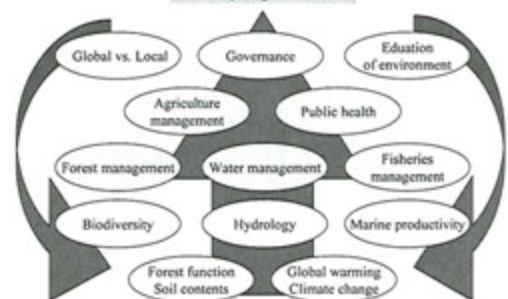 Global vs. Local
Governance
Eduation
of environment
Agriculture
management
Public health
Forest management
Water management
Fisheries
management
Biodiversity
Hydrology
Marine productivity
Forest function
Soil contents
Global warming
Climate change